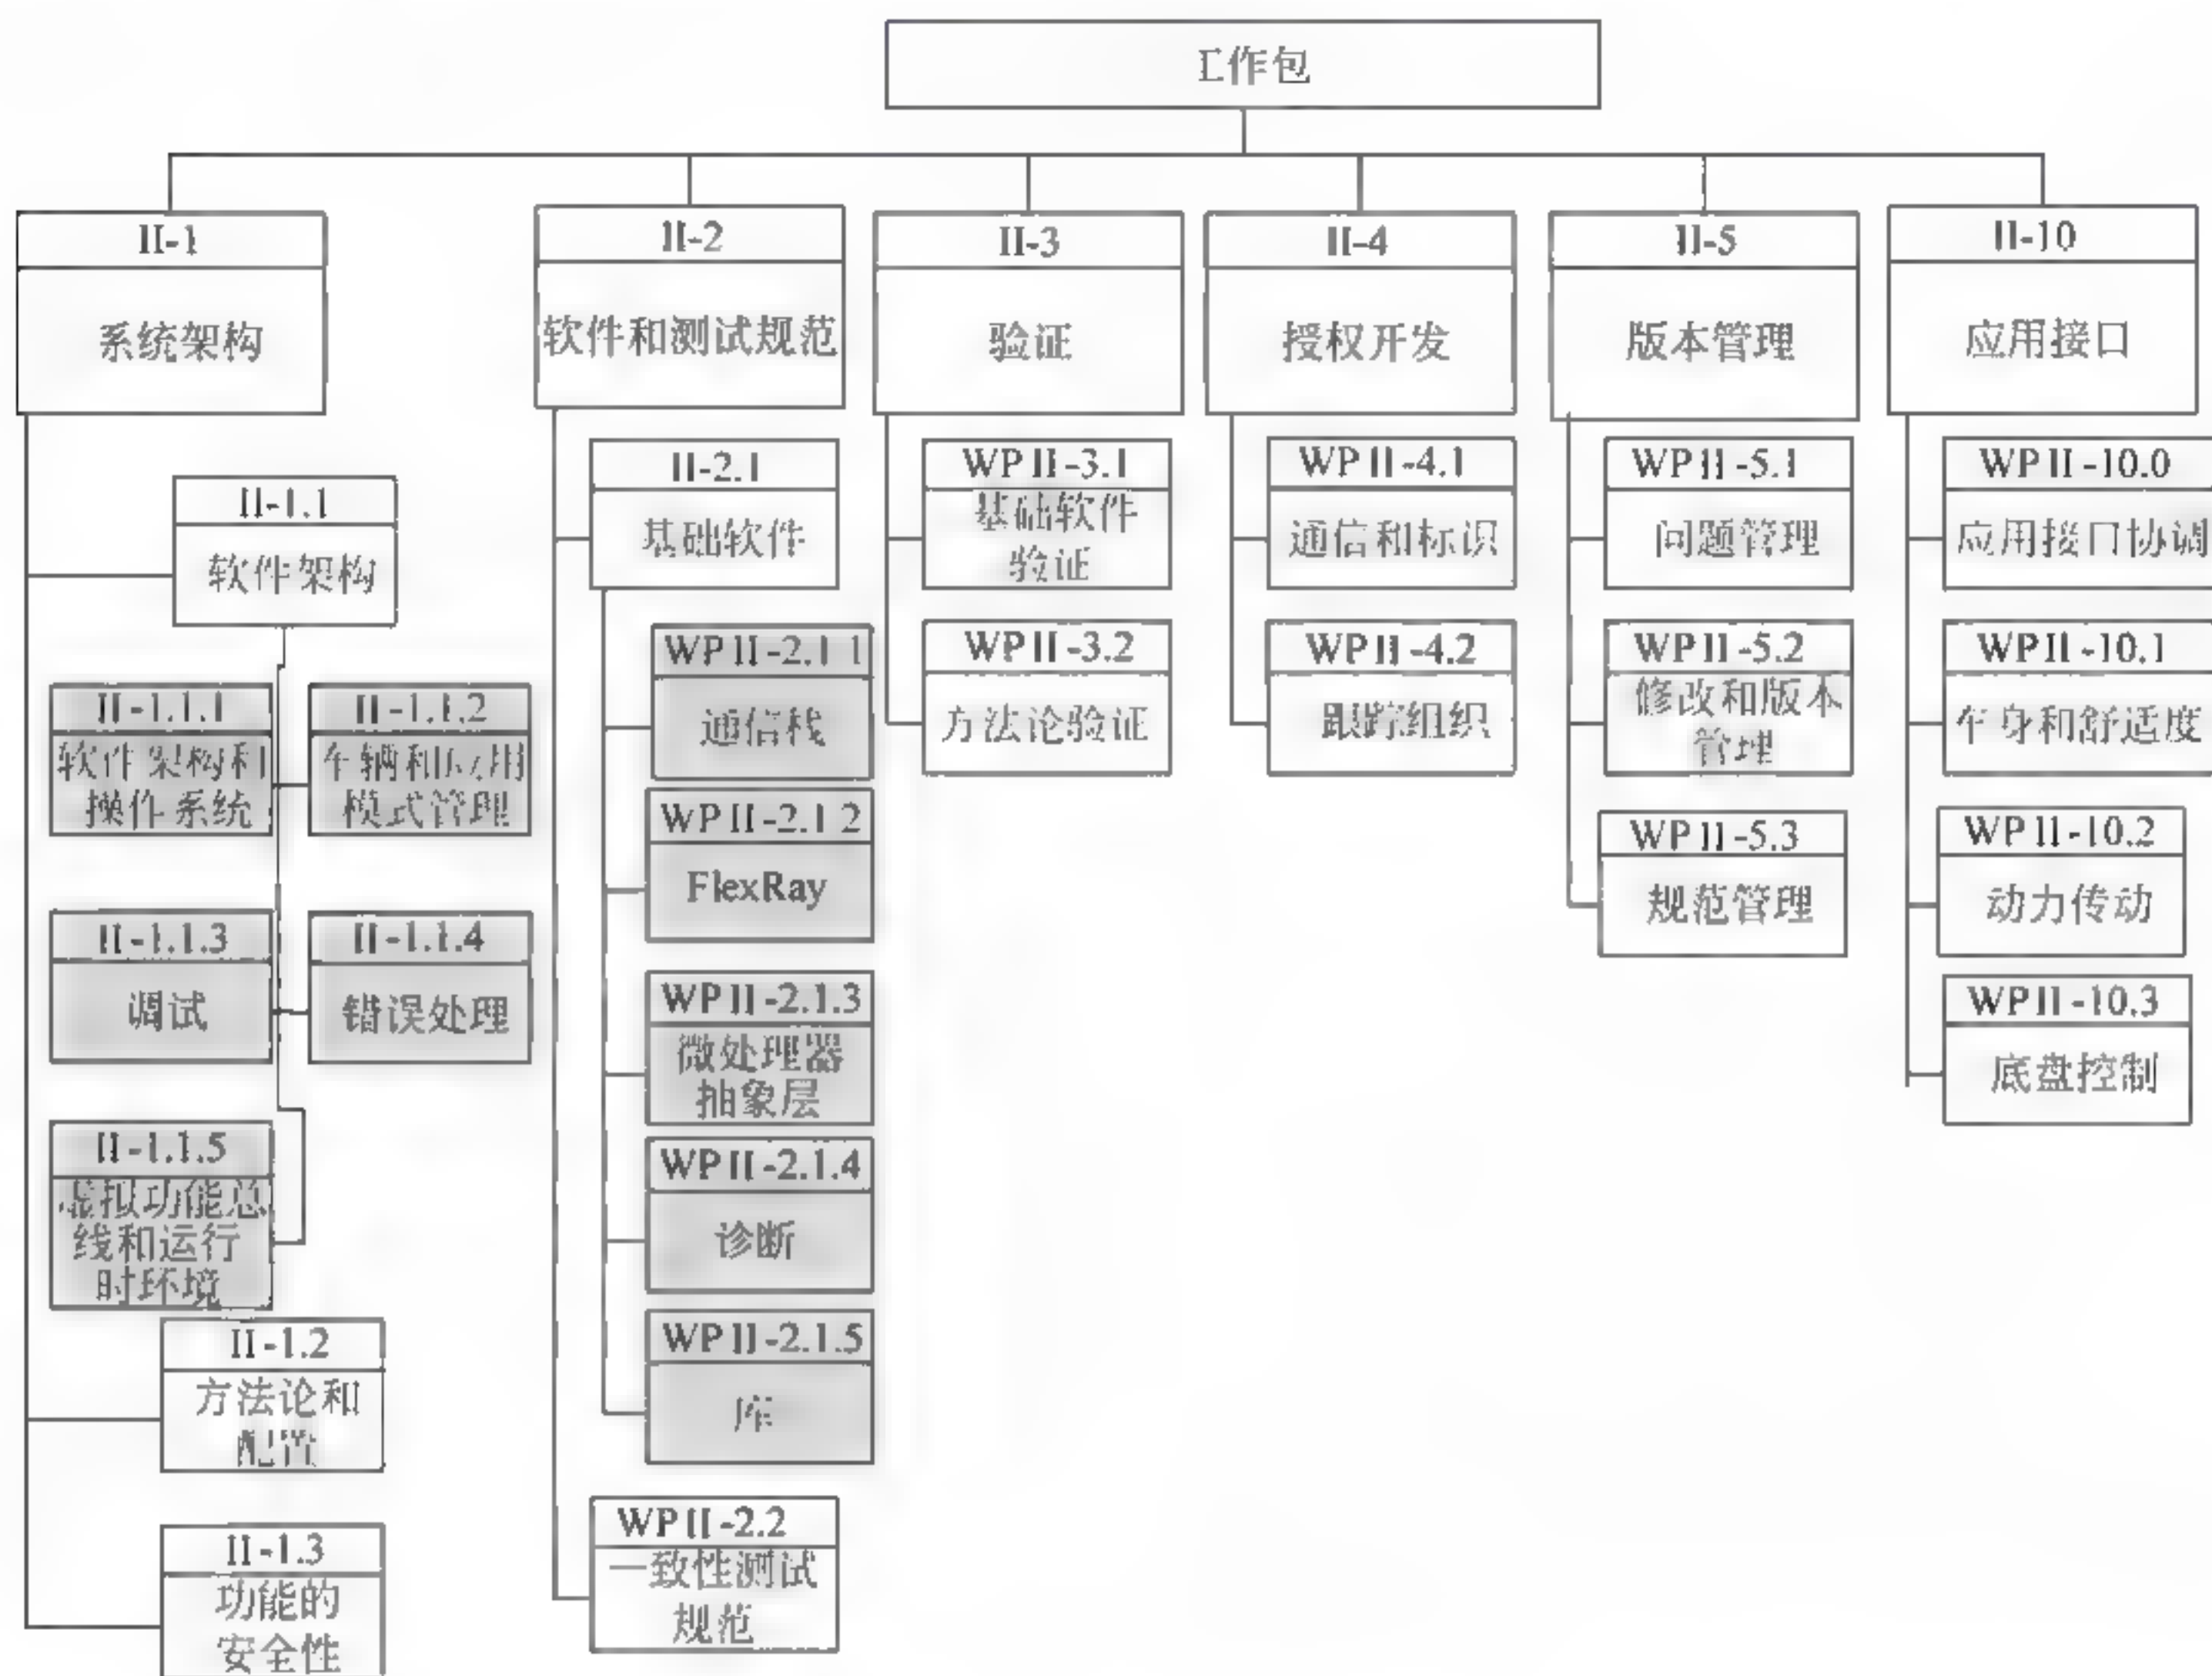 工作包
II-1
系统架构
II-1.1
软件架构
II-1.1.1
软件架构和
操作系统
II-1.1.2
车辆和应用
模式管理
II-1.1.3
调试
II-1.1.4
错误处理
II-1.1.5
虚拟功能总
线和运行
时环境
II-1.2
方法论和
配置
II-1.3
功能的
安全性
II-2
软件和测试规范
II-2.1
基础软件
WP II-2.1.1
通信栈
WP II-2.1.2
FlexRay
WP II-2.1.3
微处理器
抽象层
WP II-2.1.4
诊断
WP II-2.1.5
库
WP II-2.2
一致性测试
规范
II-3
验证
WP II-3.1
基础软件
验证
WP II-3.2
方法论验证
II-4
授权开发
WP II-4.1
通信和标识
WP II-4.2
跟踪组织
II-5
版本管理
WP II-5.1
问题管理
WP II-5.2
修改和版本
管理
WP II-5.3
规范管理
II-10
应用接口
WP II-10.0
应用接口协调
WP II-10.1
车身和舒适度
WP II-10.2
动力传动
WP II-10.3
底盘控制